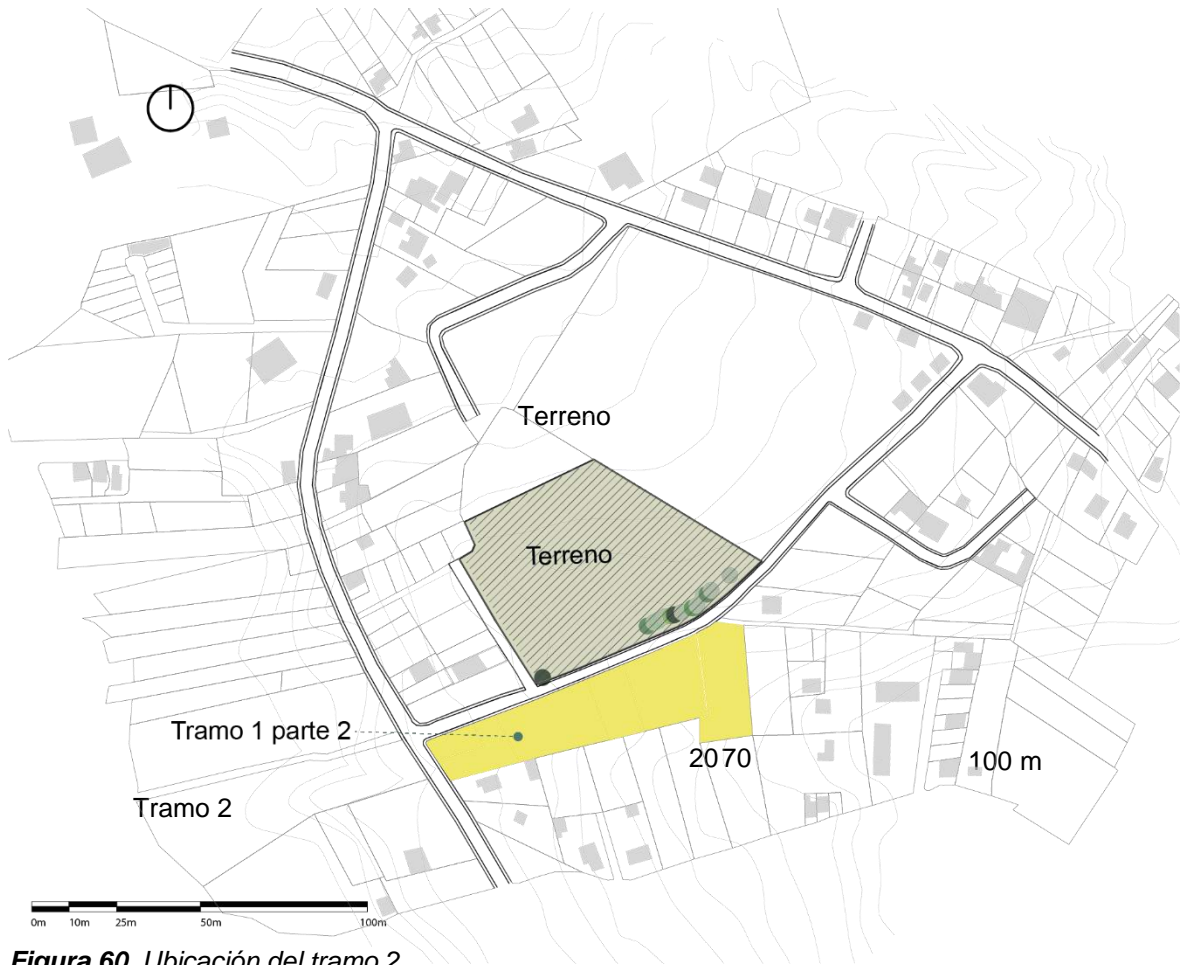 Terreno
Terreno
Tramo 1 parte 2
2070
100 m
Tramo 2
0m 10m 25m 50m 100m
Figura 60. Ubicación del tramo 2